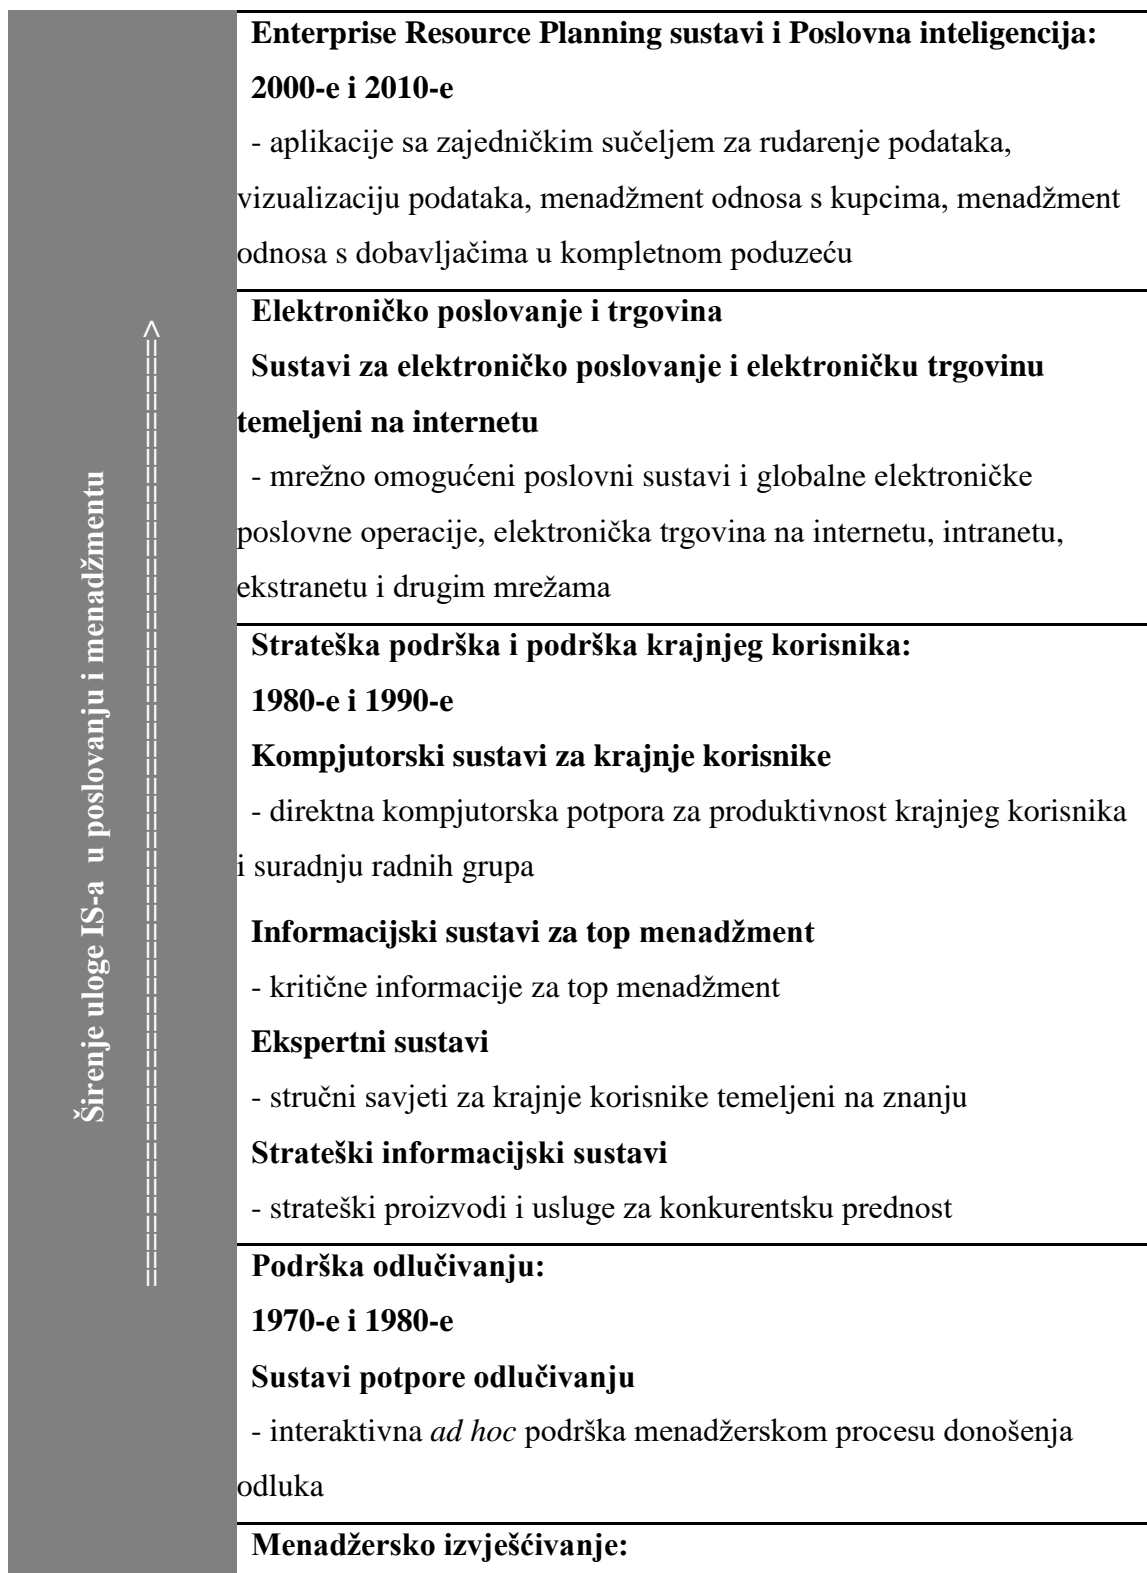 Širenje uloge IS-a u poslovanju i menadžmentu
Enterprise Resource Planning sustavi i Poslovna inteligencija:
2000-e i 2010-e
- aplikacije sa zajedničkim sučeljem za rudarenje podataka,
vizualizaciju podataka, menadžment odnosa s kupcima, menadžment
odnosa s dobavljačima u kompletnom poduzeću
Elektroničko poslovanje i trgovina
Sustavi za elektroničko poslovanje i elektroničku trgovinu
temeljeni na internetu
- mrežno omogućeni poslovni sustavi i globalne elektroničke
poslovne operacije, elektronička trgovina na internetu, intranetu,
ekstranetu i drugim mrežama
Strateška podrška i podrška krajnjeg korisnika:
1980-e i 1990-e
Kompjutorski sustavi za krajnje korisnike
- direktna kompjutorska potpora za produktivnost krajnjeg korisnika
i suradnju radnih grupa
Informacijski sustavi za top menadžment
- kritične informacije za top menadžment
Ekspertni sustavi
- stručni savjeti za krajnje korisnike temeljeni na znanju
Strateški informacijski sustavi
- strateški proizvodi i usluge za konkurentsku prednost
Podrška odlučivanju:
1970-e i 1980-e
Sustavi potpore odlučivanju
- interaktivna ad hoc podrška menadžerskom procesu donošenja
odluka
Menadžersko izvješćivanje: